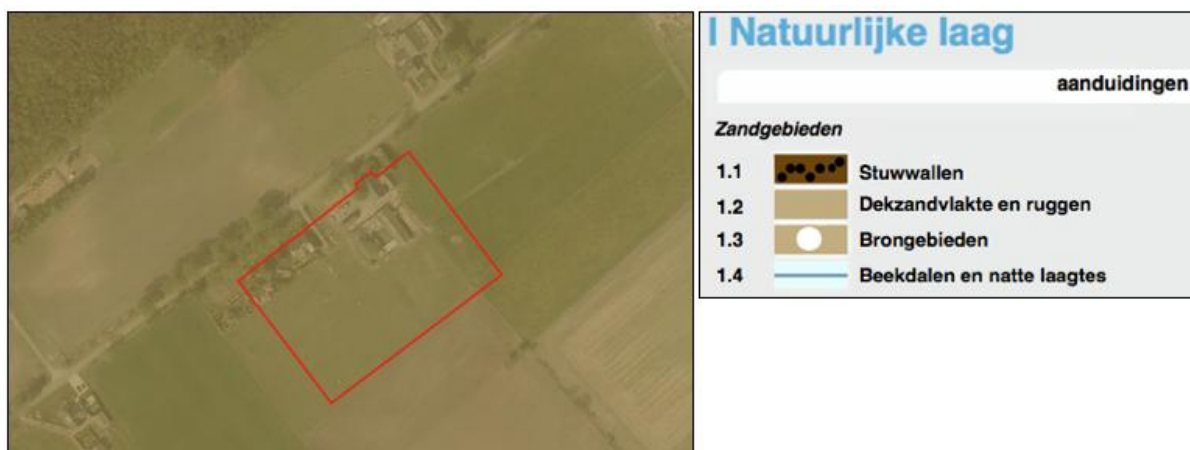 I Natuurlijke laag
aanduidingen
Zandgebieden
1.1 Stuwwallen
1.2 Dekzandvlakte en ruggen
1.3 Brongebieden
1.4 Beekdalen en natte laagtes